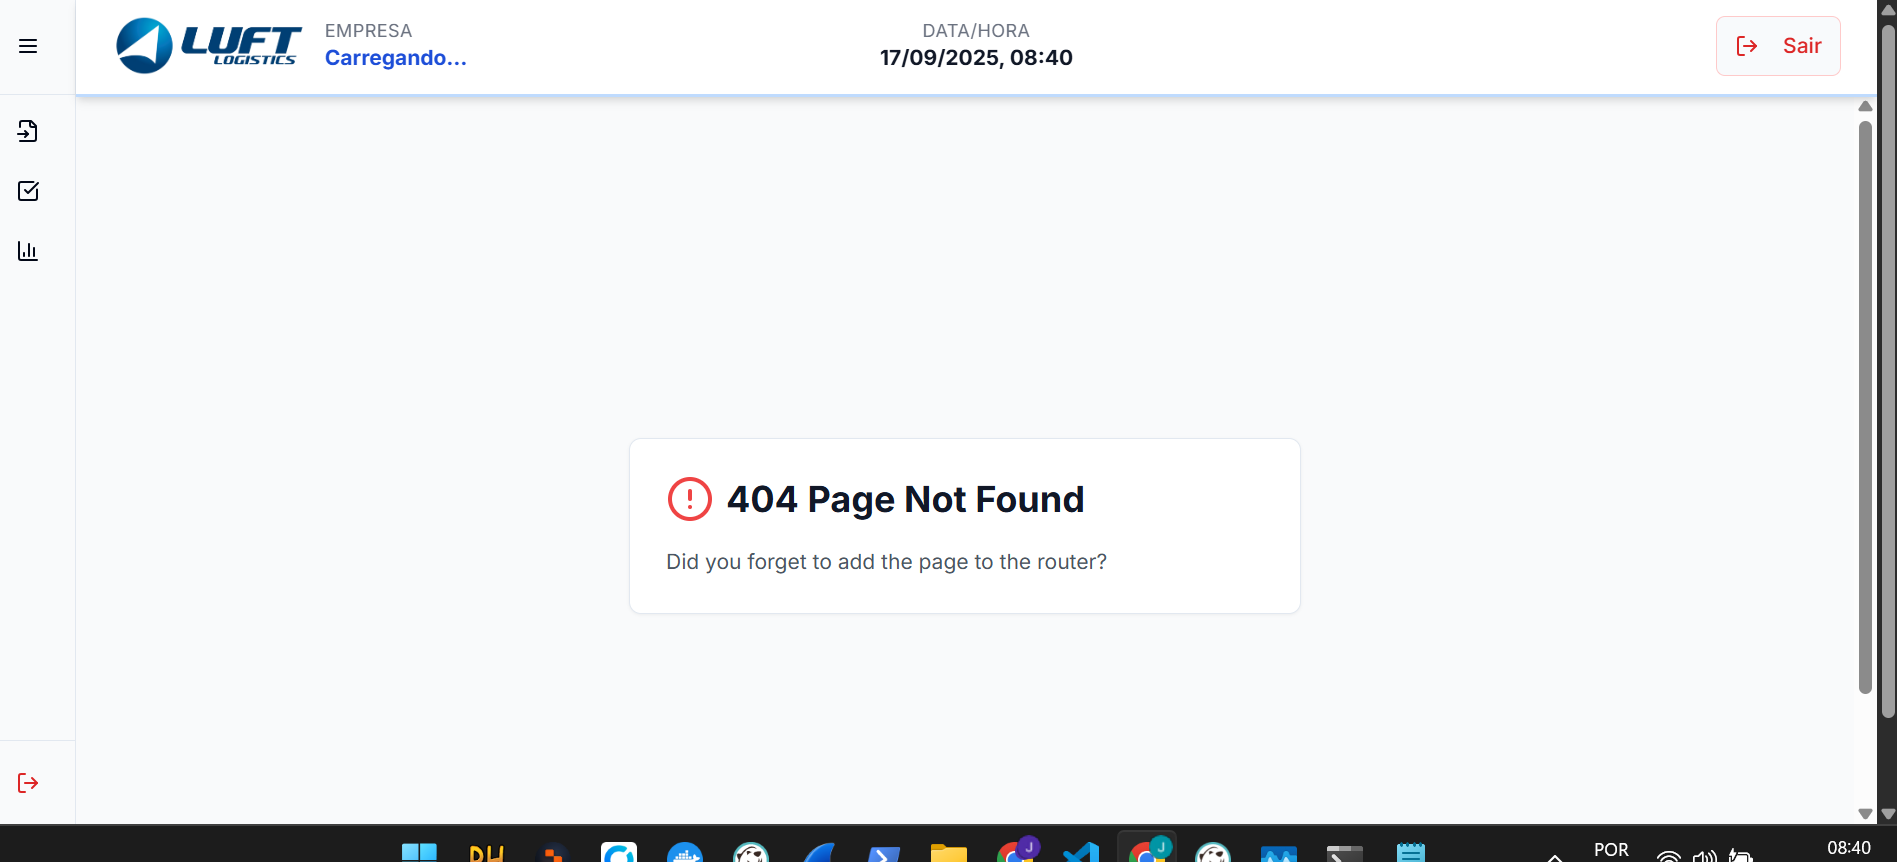 LUFT
LOGISTICS
EMPRESA
Carregando...
DATA/HORA
17/09/2025, 08:40
Sair
404 Page Not Found
Did you forget to add the page to the router?
J
J
POR
08:40